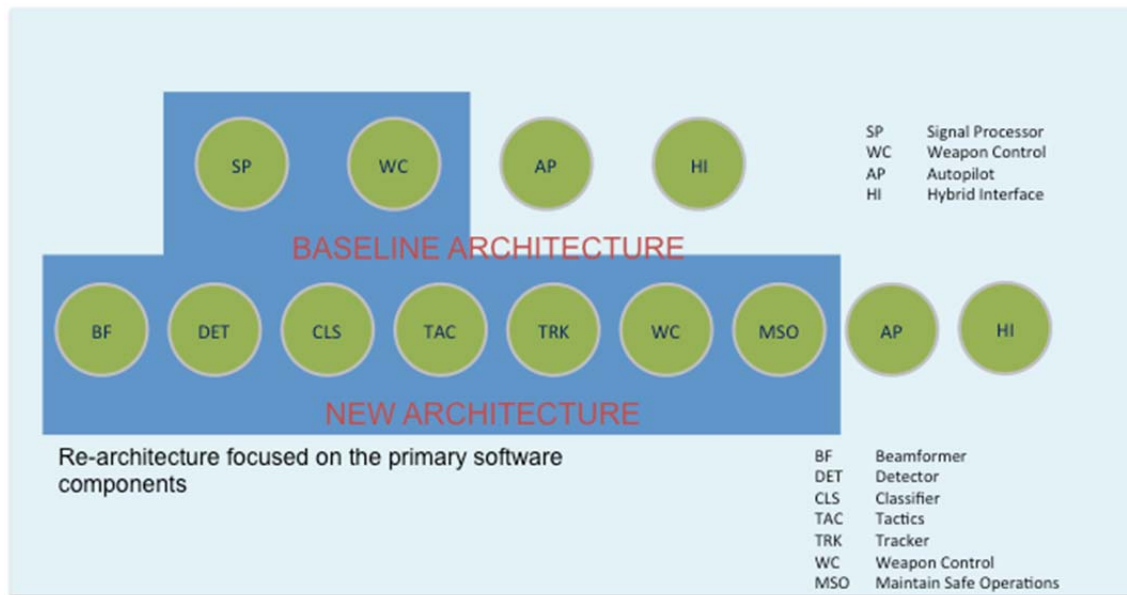 SP WC AP HI
SP Signal Processor
WC Weapon Control
AP Autopilot
HI Hybrid Interface
BASELINE ARCHITECTURE
BF DET CLS TAC TRK WC MSO AP HI
NEW ARCHITECTURE
Re-architecture focused on the primary software
components
BF Beamformer
DET Detector
CLS Classifier
TAC Tactics
TRK Tracker
WC Weapon Control
MSO Maintain Safe Operations